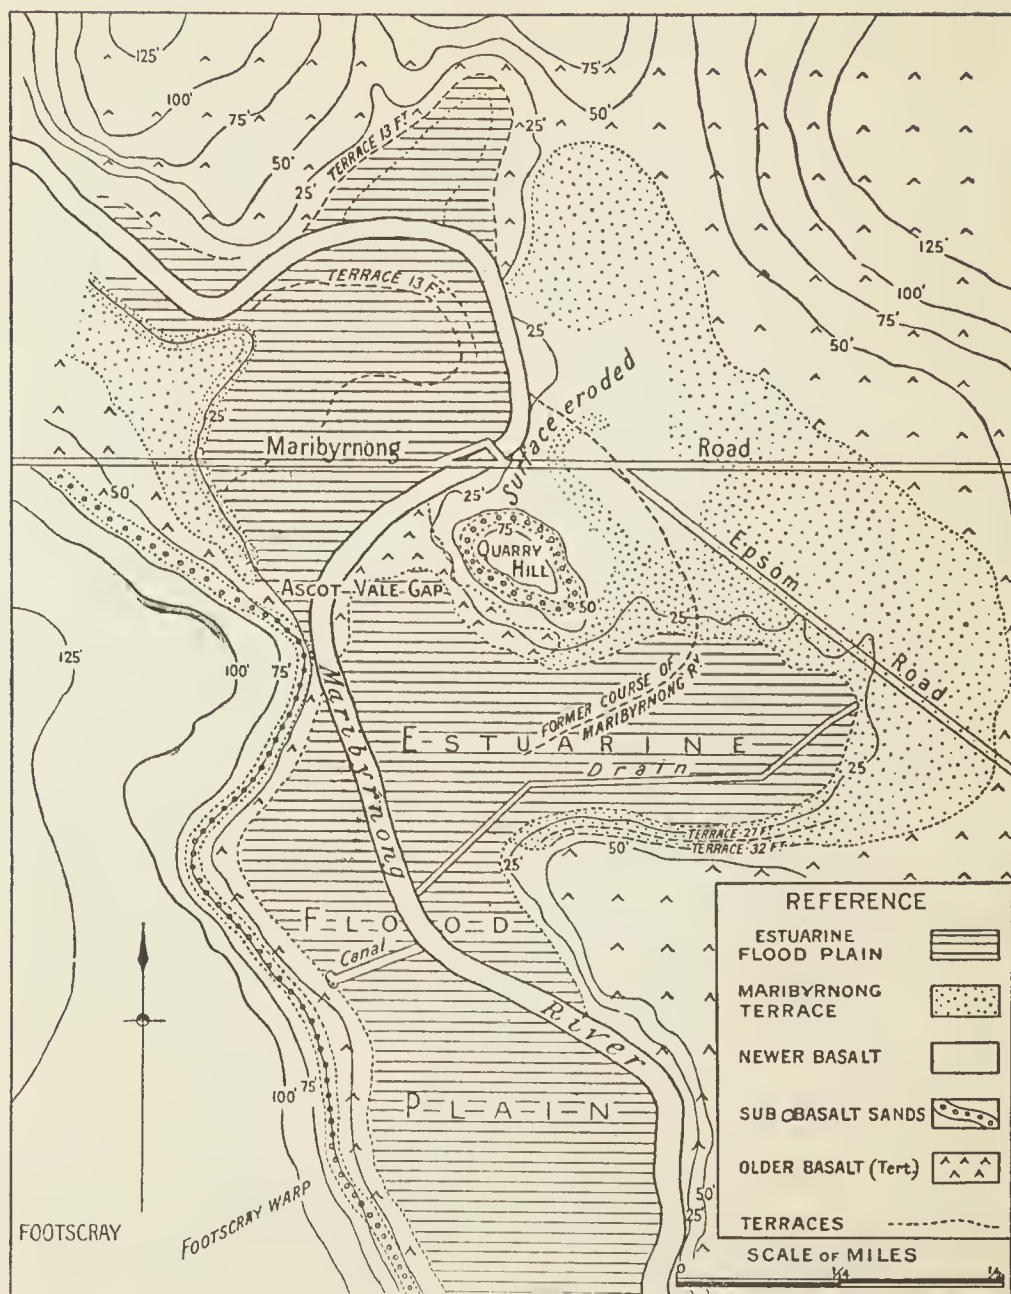 125'
100'
75'
50'
25'
TERRACE 13 FT
25'
75'
50'
125'
100'
75'
50'
TERRACE 13 FT
25'
25
Surface eroded
Maribyrnong
Road
50'
25
75
QUARRY
HILL
50
Epsom
Road
ASCOT VALE GAP
25
125'
100'
75'
FORMER COURSE OF
MARIBYRNONG RV
Maribyrnong
River
ESTUARINE
Drain
25
TERRACE 27 FT
TERRACE 32 FT
50'
25'
FLOOD
Canal
PLAIN
100'
75'
50'
25'
FOOTSCRAY
FOOTSCRAY WARP
REFERENCE
ESTUARINE
FLOOD PLAIN
MARIBYRNONG
TERRACE
NEWER BASALT
SUB BASALT SANDS
OLDER BASALT (Tert.)
TERRACES
SCALE OF MILES
0 1/4 1/2